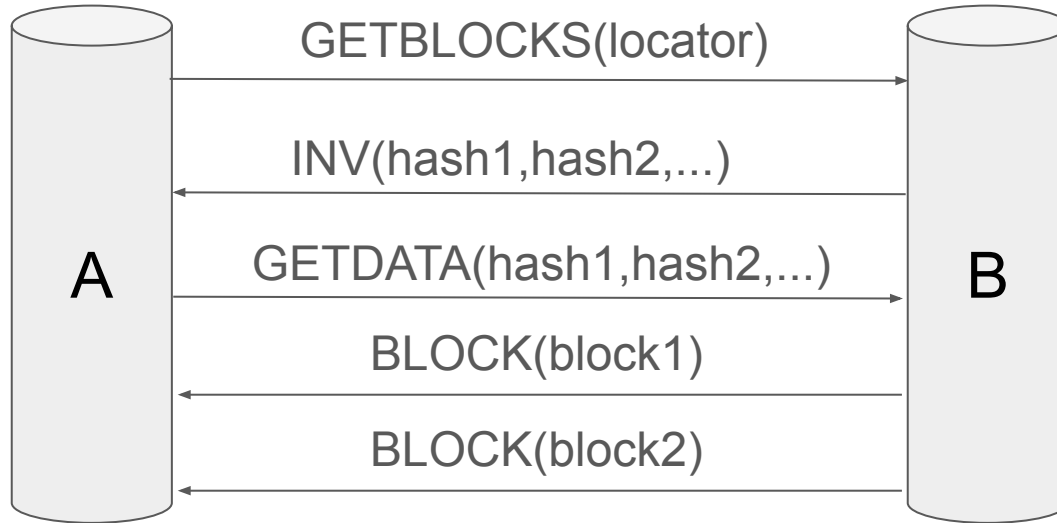 GETBLOCKS(locator)
INV(hash1,hash2,...)
A
GETDATA(hash1,hash2,...)
B
BLOCK(block1)
BLOCK(block2)